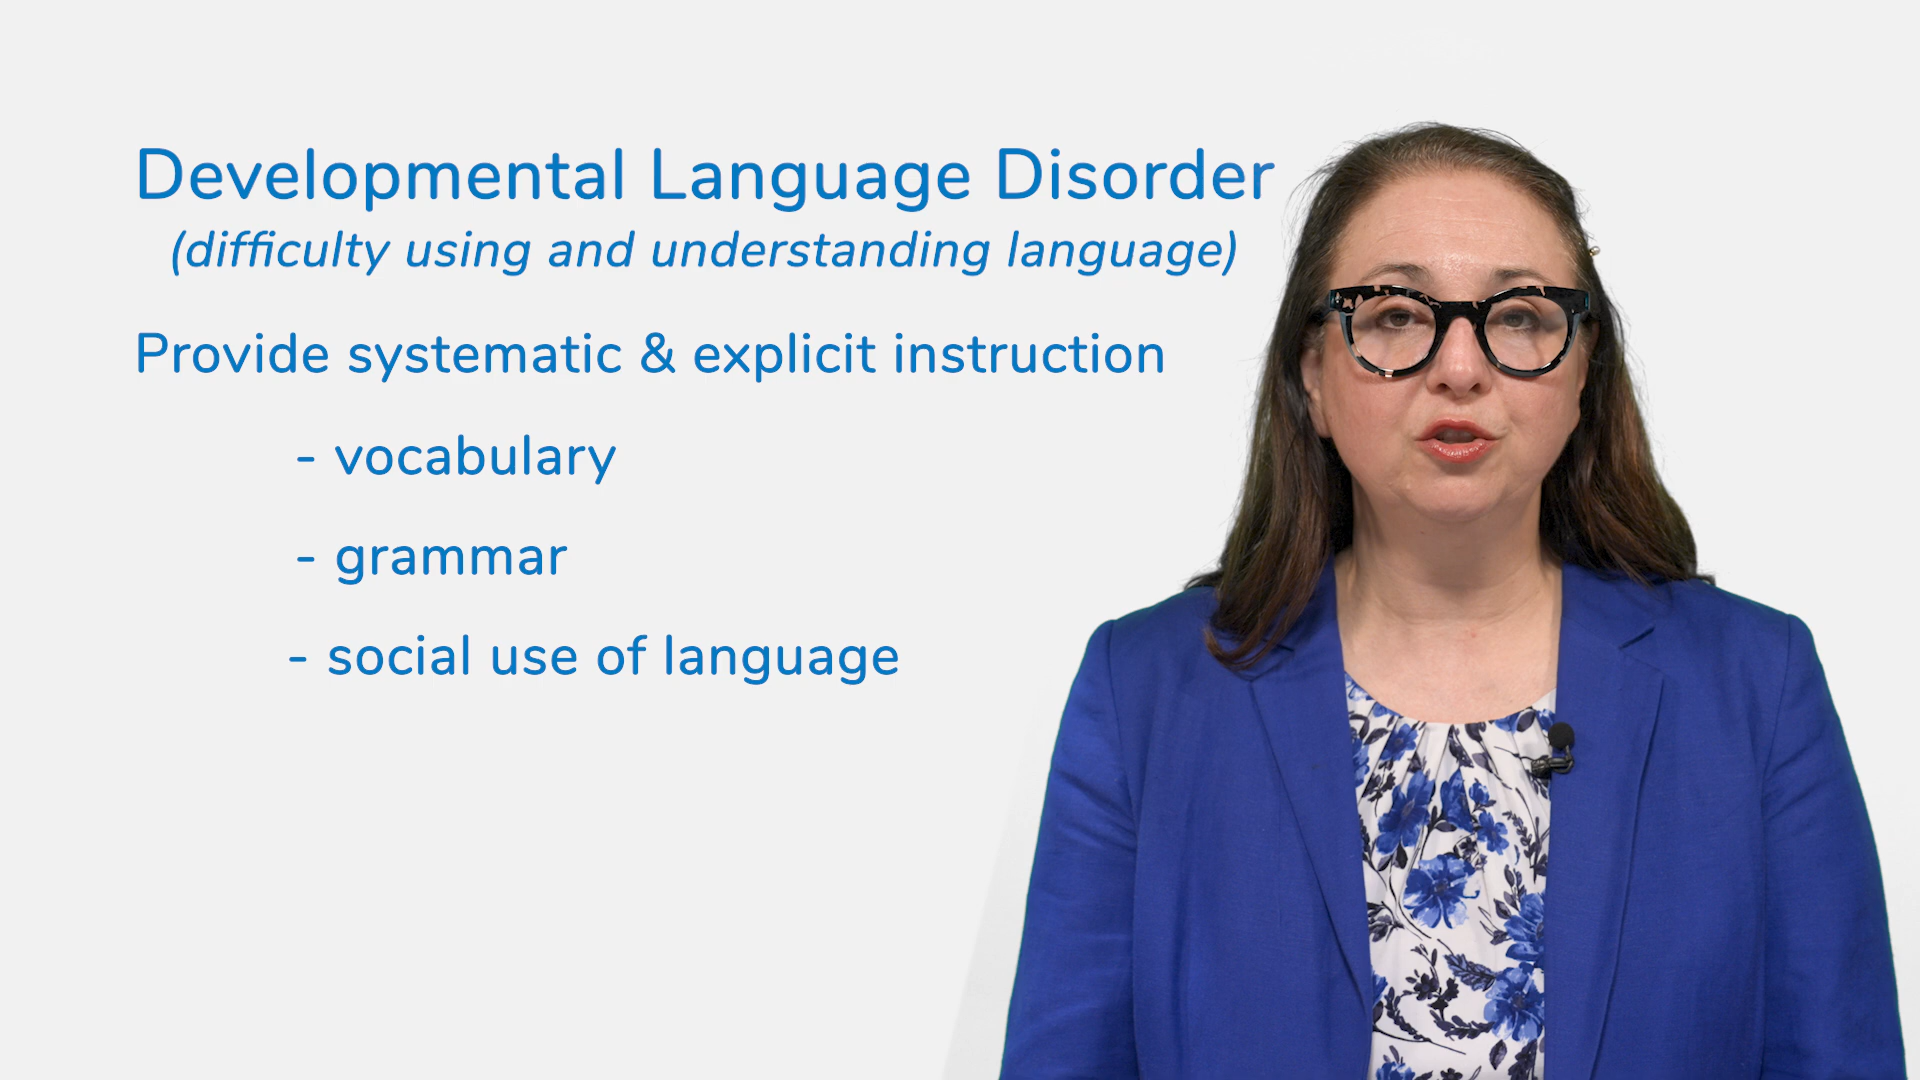 Developmental Language Disorder
(difficulty using and understanding language)
Provide systematic & explicit instruction
- vocabulary
- grammar
- social use of language